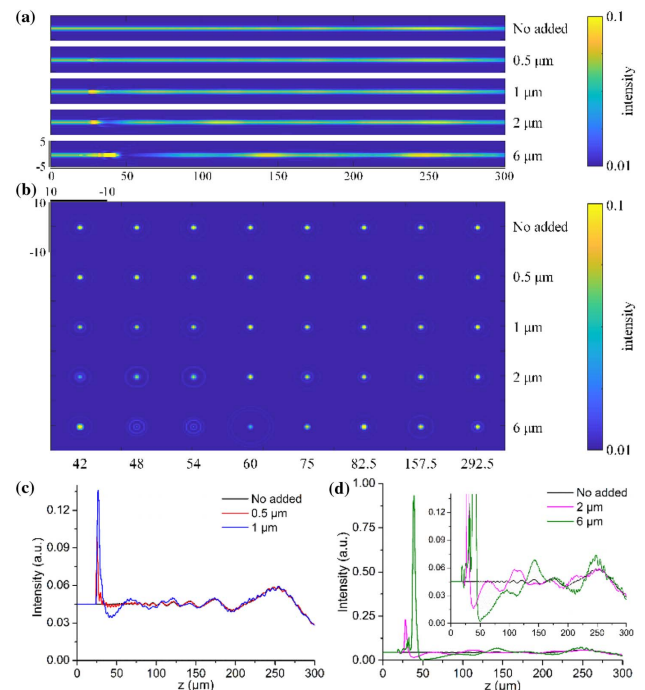 (a)
No added
0.5 μm
1 μm
2 μm
6 μm
5
-5
0 50 100 150 200 250 300
0.1
intensity
0.01
(b)
10 -10
10
-10
No added
0.5 μm
1 μm
2 μm
6 μm
42 48 54 60 75 82.5 157.5 292.5
0.1
intensity
0.01
(c)
No added
0.5 μm
1 μm
Intensity (a.u.)
0.12
0.09
0.06
0.03
0.00
0 50 100 150 200 250 300
z (μm)
(d)
No added
2 μm
6 μm
Intensity (a.u.)
1.00
0.75
0.50
0.25
0.00
0.12
0.09
0.06
0.03
0.00
0 50 100 150 200 250 300
0 50 100 150 200 250 300
z (μm)